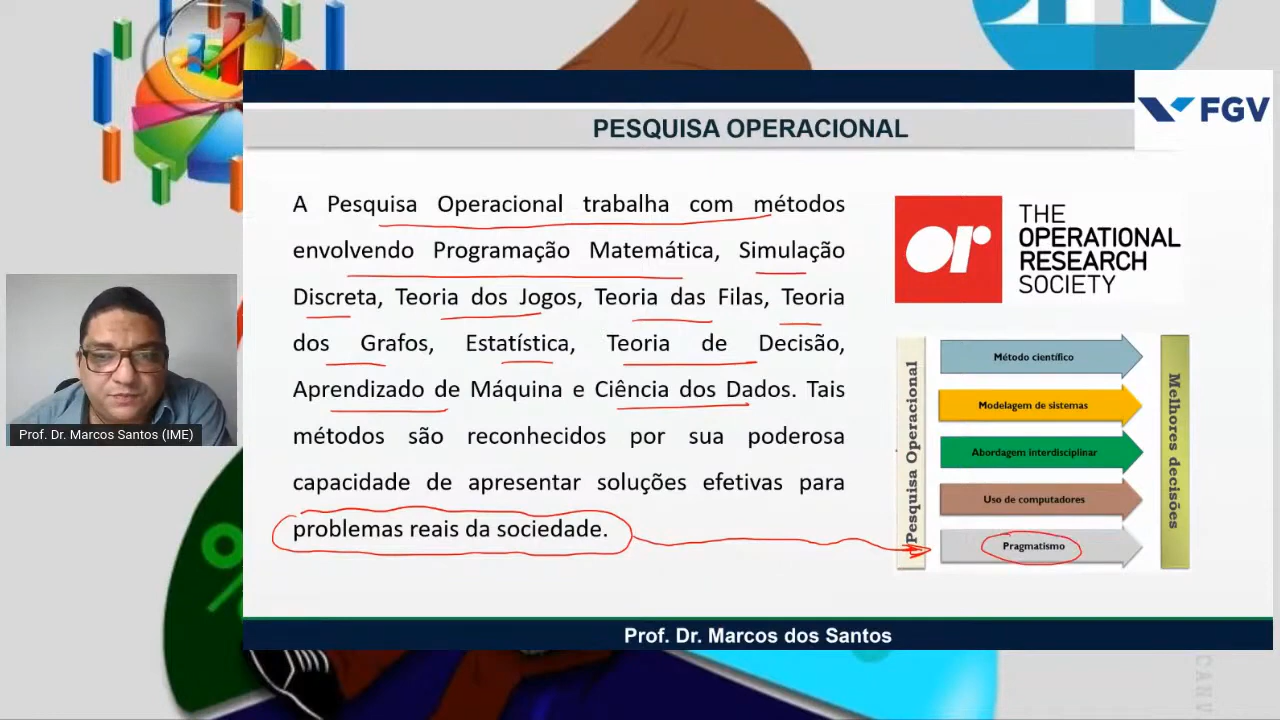 FGV
PESQUISA OPERACIONAL
A Pesquisa Operacional trabalha com métodos
envolvendo Programação Matemática, Simulação
Discreta, Teoria dos Jogos, Teoria das Filas, Teoria
dos Grafos, Estatística, Teoria de Decisão,
Aprendizado de Máquina e Ciência dos Dados. Tais
métodos são reconhecidos por sua poderosa
capacidade de apresentar soluções efetivas para
problemas reais da sociedade.
or
THE
OPERATIONAL
RESEARCH
SOCIETY
Pesquisa Operacional
Método científico
Modelagem de sistemas
Abordagem interdisciplinar
Uso de computadores
Pragmatismo
Melhores decisões
Prof. Dr. Marcos Santos (IME)
Prof. Dr. Marcos dos Santos
%
CANV